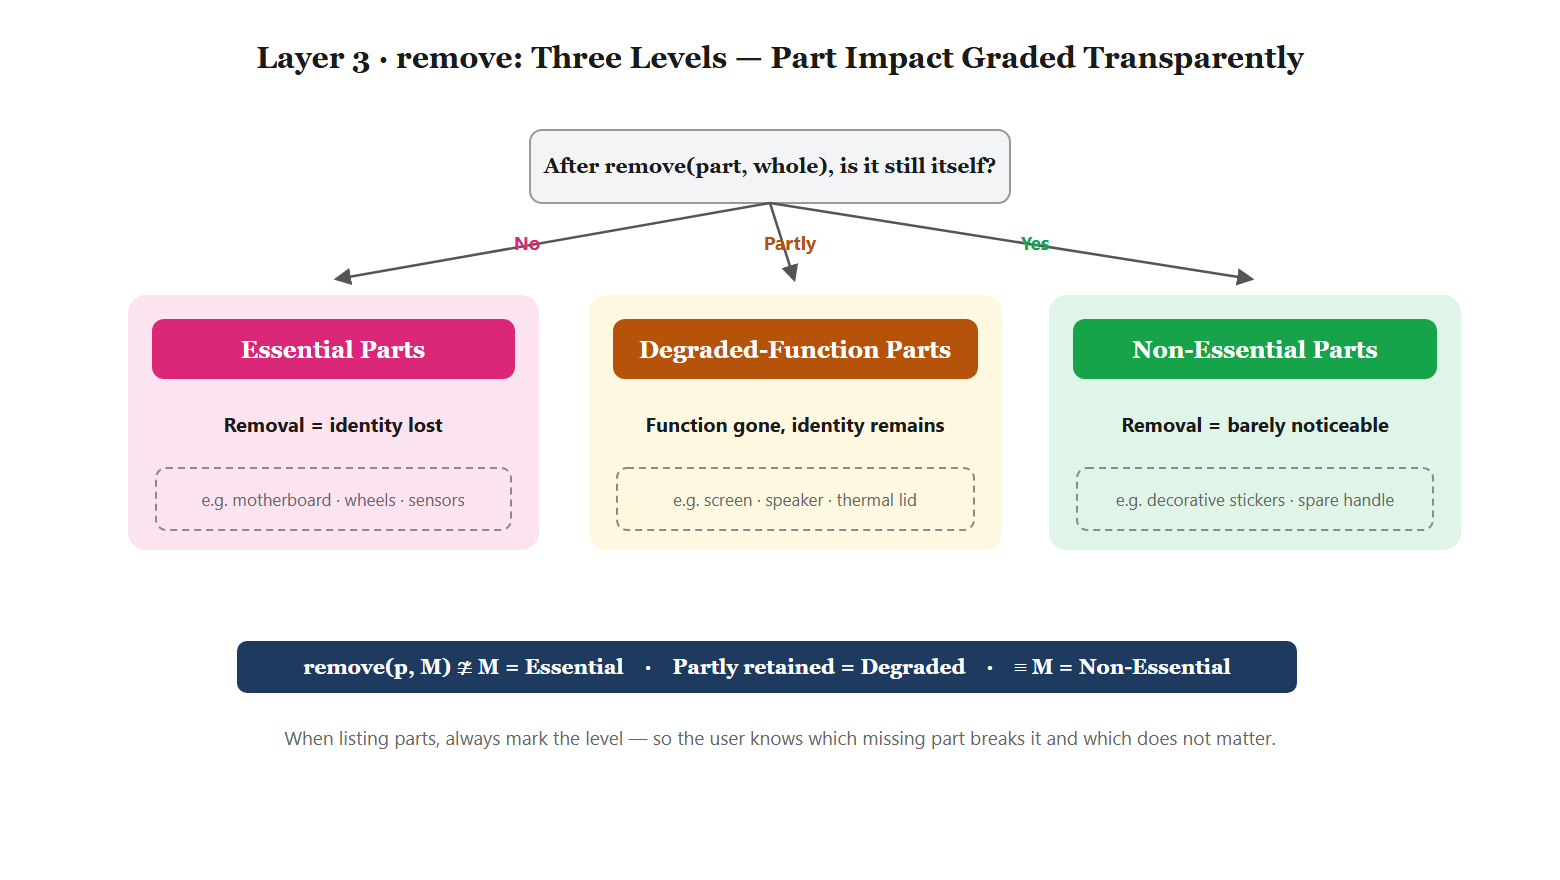 Layer 3 · remove: Three Levels — Part Impact Graded Transparently
After remove(part, whole), is it still itself?
No
Partly
Yes
Essential Parts
Removal = identity lost
e.g. motherboard · wheels · sensors
Degraded-Function Parts
Function gone, identity remains
e.g. screen · speaker · thermal lid
Non-Essential Parts
Removal = barely noticeable
e.g. decorative stickers · spare handle
remove(p, M) ≇ M = Essential · Partly retained = Degraded · ≡ M = Non-Essential
When listing parts, always mark the level — so the user knows which missing part breaks it and which does not matter.